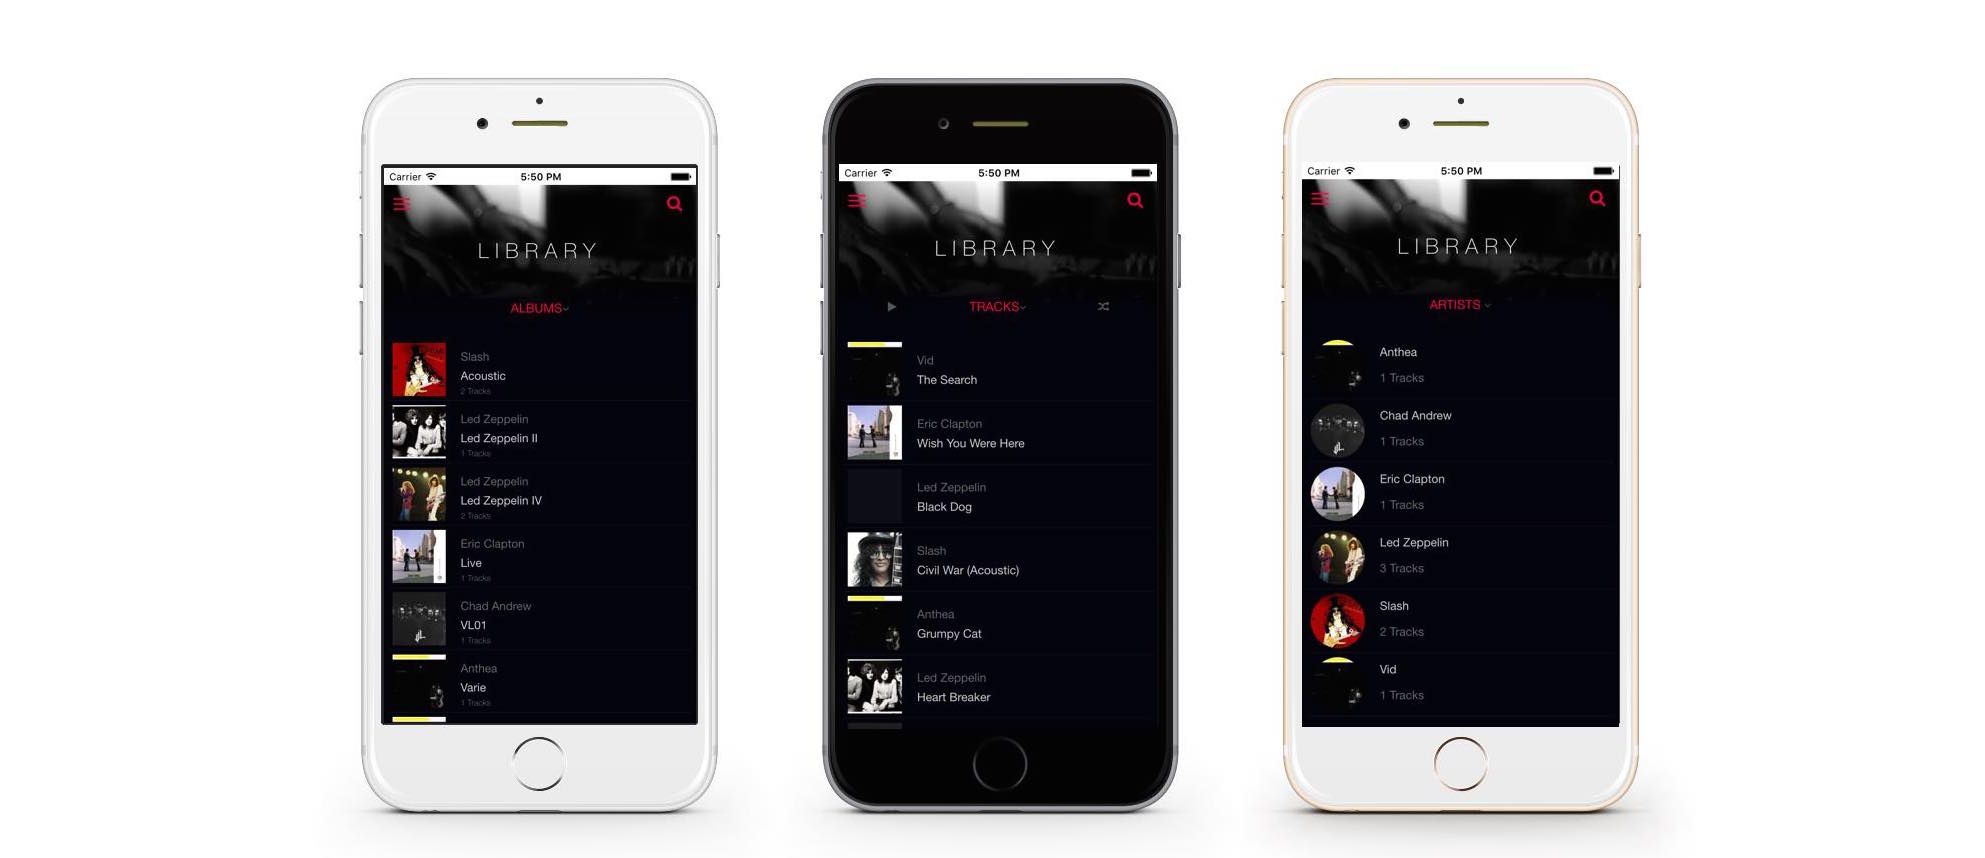 Carrier 5:50 PM
LIBRARY
ALBUMS
Slash
Acoustic
2 Tracks
Led Zeppelin
Led Zeppelin II
1 Tracks
Led Zeppelin
Led Zeppelin IV
2 Tracks
Eric Clapton
Live
1 Tracks
Chad Andrew
VL01
1 Tracks
Anthea
Varie
1 Tracks
Carrier 5:50 PM
LIBRARY
TRACKS
Vid
The Search
Eric Clapton
Wish You Were Here
Led Zeppelin
Black Dog
Slash
Civil War (Acoustic)
Anthea
Grumpy Cat
Led Zeppelin
Heart Breaker
Carrier 5:50 PM
LIBRARY
ARTISTS
Anthea
1 Tracks
Chad Andrew
1 Tracks
Eric Clapton
1 Tracks
Led Zeppelin
3 Tracks
Slash
2 Tracks
Vid
1 Tracks